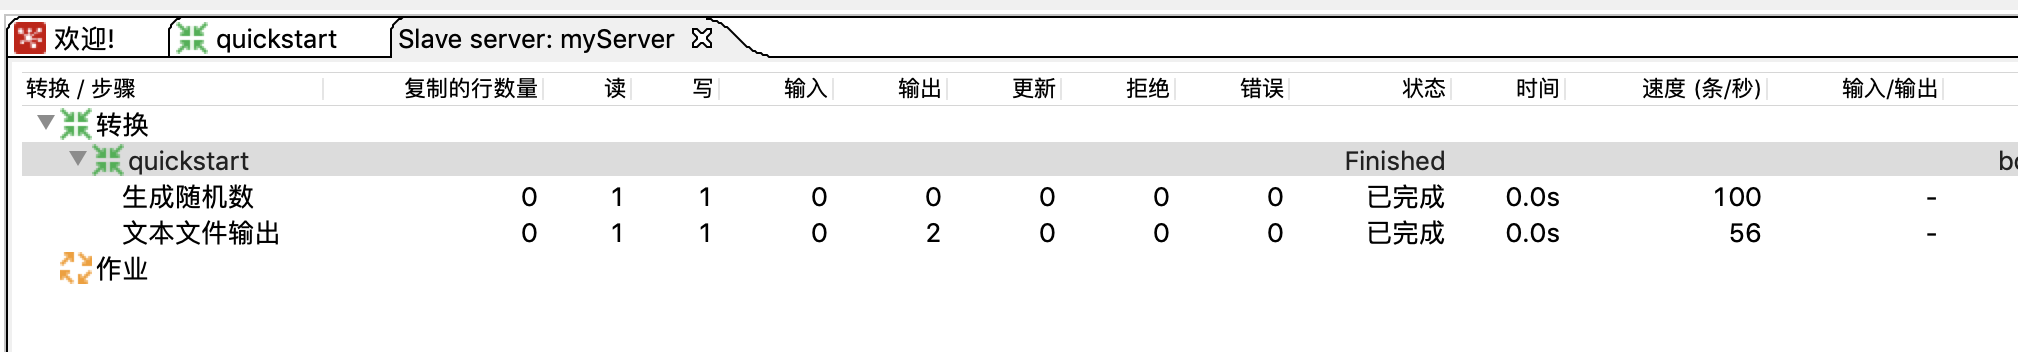 欢迎! quickstart Slave server: myServer
转换 / 步骤 复制的行数量 读 写 输入 输出 更新 拒绝 错误 状态 时间 速度 (条/秒) 输入/输出
转换
quickstart Finished
生成随机数 0 1 1 0 0 0 0 0 已完成 0.0s 100 -
文本文件输出 0 1 1 0 2 0 0 0 已完成 0.0s 56 -
作业